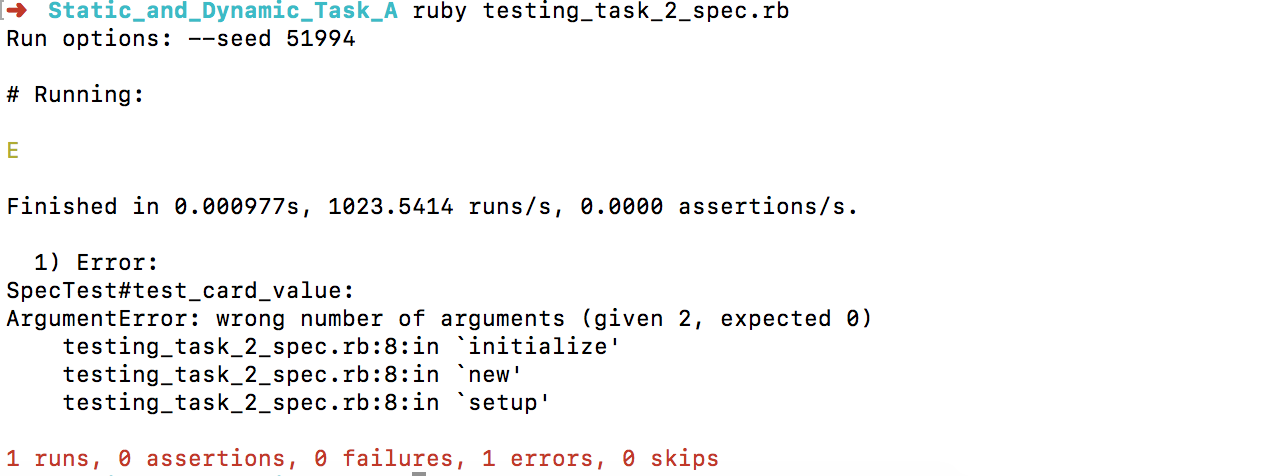 ➜ Static_and_Dynamic_Task_A ruby testing_task_2_spec.rb
Run options: --seed 51994
# Running:
E
Finished in 0.000977s, 1023.5414 runs/s, 0.0000 assertions/s.
1) Error:
SpecTest#test_card_value:
ArgumentError: wrong number of arguments (given 2, expected 0)
testing_task_2_spec.rb:8:in `initialize'
testing_task_2_spec.rb:8:in `new'
testing_task_2_spec.rb:8:in `setup'
1 runs, 0 assertions, 0 failures, 1 errors, 0 skips